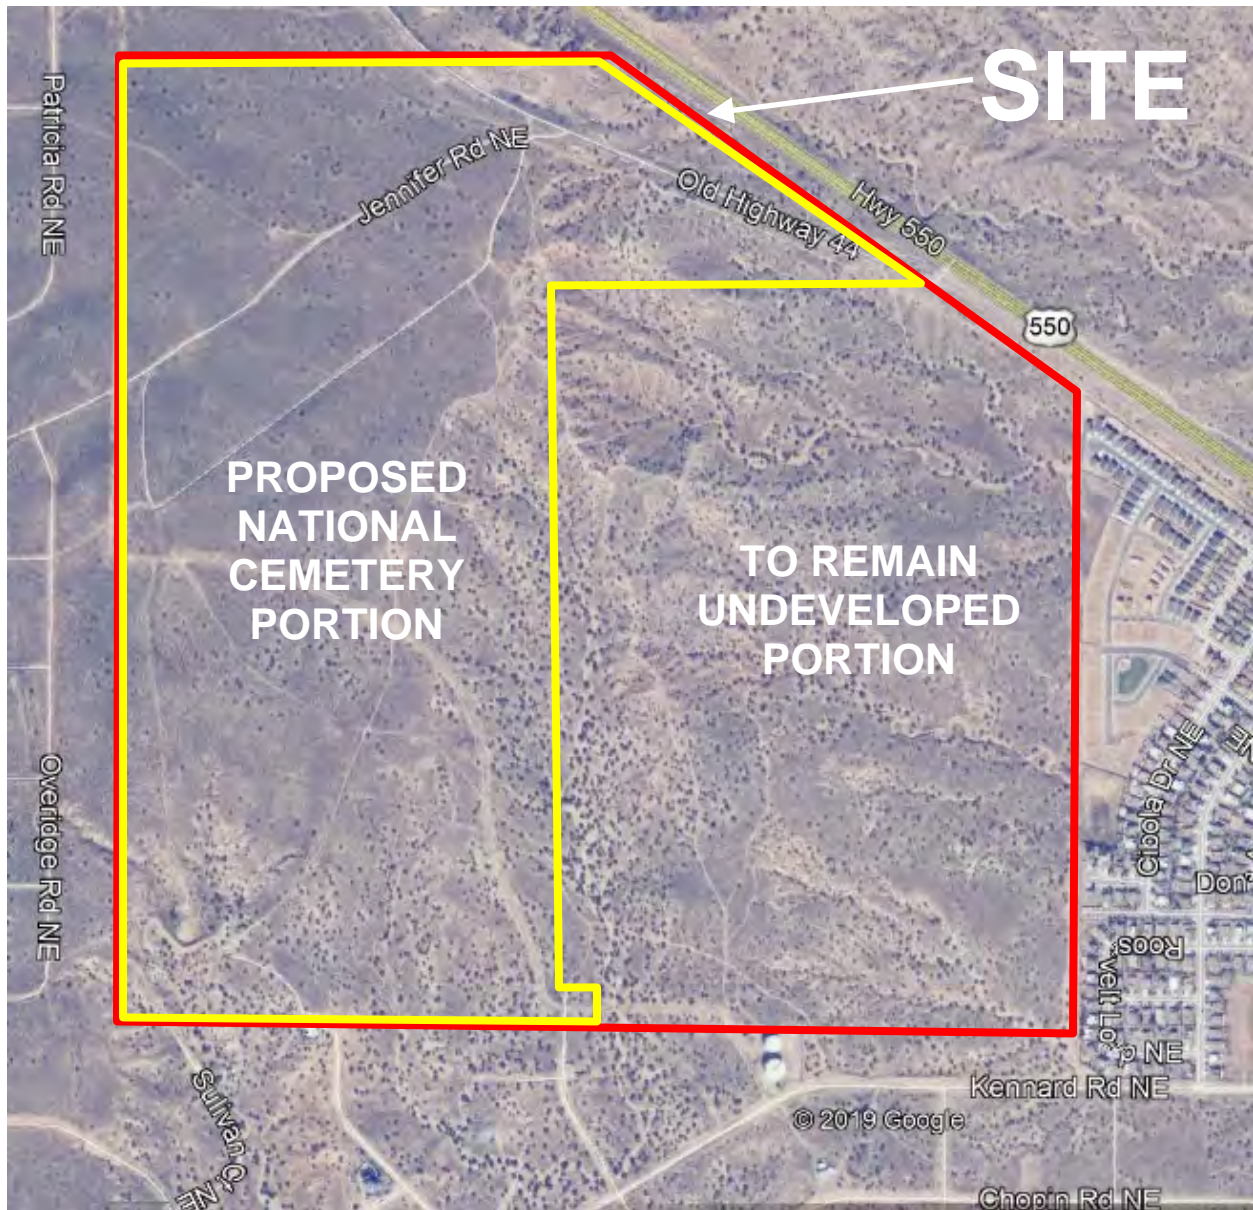 SITE
Patricia Rd NE
Jennifer Rd NE
Old Highway 44
Hwy 550
550
PROPOSED
NATIONAL
CEMETERY
PORTION
TO REMAIN
UNDEVELOPED
PORTION
Overidge Rd NE
Cibola Dr NE
Don
Roos
velt Lo
p NE
Kennard Rd NE
Sulivan Ct NE
© 2019 Google
Chopin Rd NE